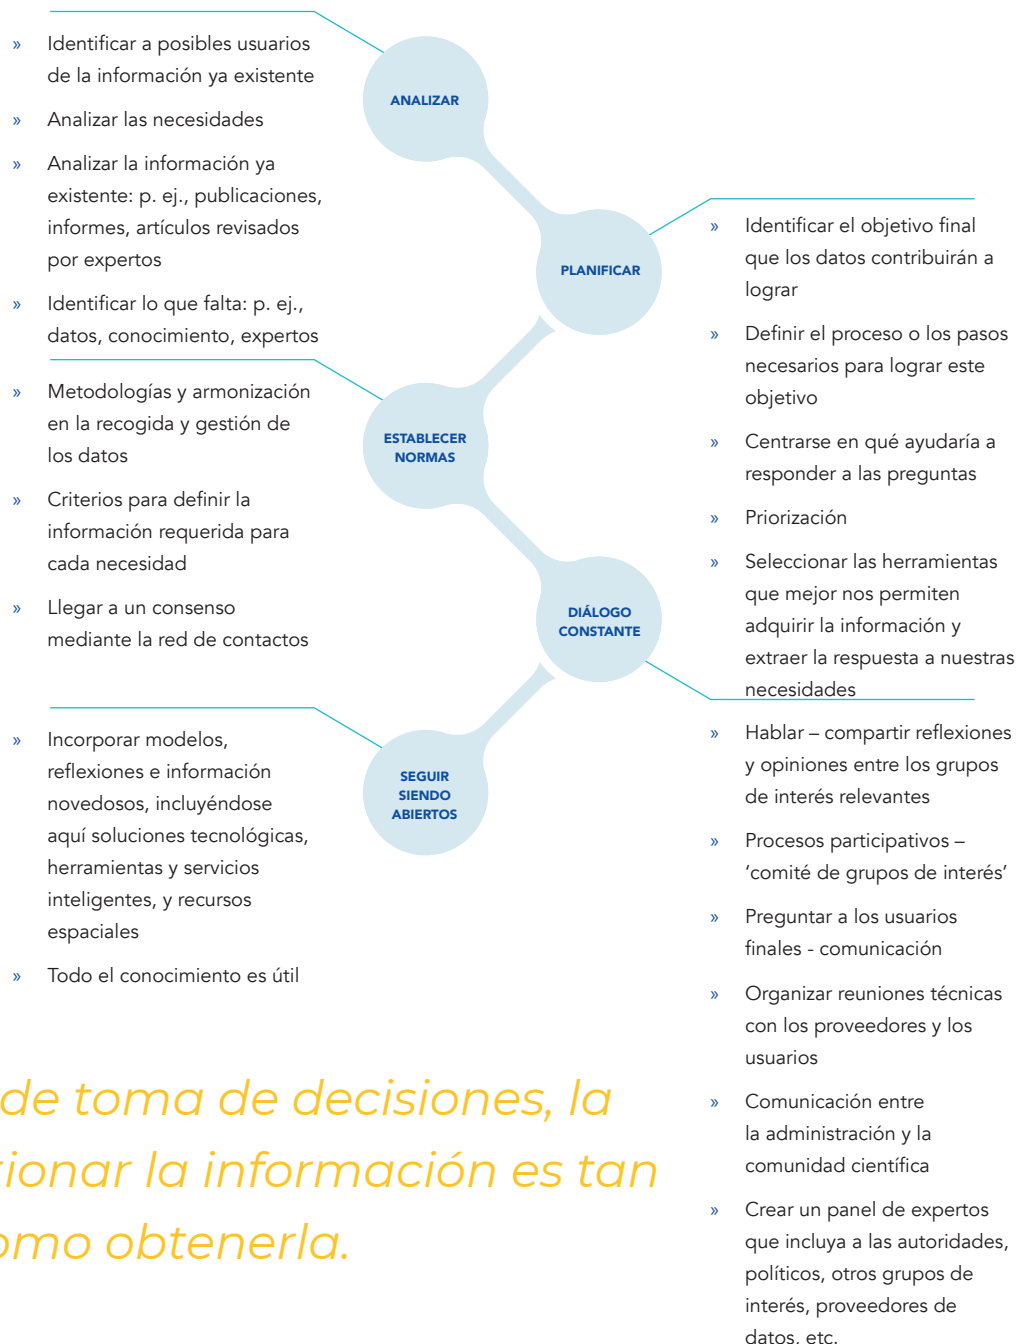 ANALIZAR
» Identificar a posibles usuarios
de la información ya existente
» Analizar las necesidades
» Analizar la información ya
existente: p. ej., publicaciones,
informes, artículos revisados
por expertos
» Identificar lo que falta: p. ej.,
datos, conocimiento, expertos
PLANIFICAR
» Identificar el objetivo final
que los datos contribuirán a
lograr
» Definir el proceso o los pasos
necesarios para lograr este
objetivo
» Centrarse en qué ayudaría a
responder a las preguntas
» Priorización
» Seleccionar las herramientas
que mejor nos permiten
adquirir la información y
extraer la respuesta a nuestras
necesidades
ESTABLECER
NORMAS
» Metodologías y armonización
en la recogida y gestión de
los datos
» Criterios para definir la
información requerida para
cada necesidad
» Llegar a un consenso
mediante la red de contactos
DIÁLOGO
CONSTANTE
» Hablar – compartir reflexiones
y opiniones entre los grupos
de interés relevantes
» Procesos participativos –
‘comité de grupos de interés’
» Preguntar a los usuarios
finales - comunicación
» Organizar reuniones técnicas
con los proveedores y los
usuarios
» Comunicación entre
la administración y la
comunidad científica
» Crear un panel de expertos
que incluya a las autoridades,
políticos, otros grupos de
interés, proveedores de
datos, etc.
SEGUIR
SIENDO
ABIERTOS
» Incorporar modelos,
reflexiones e información
novedosos, incluyéndose
aquí soluciones tecnológicas,
herramientas y servicios
inteligentes, y recursos
espaciales
» Todo el conocimiento es útil
de toma de decisiones, la
tionar la información es tan
omo obtenerla.